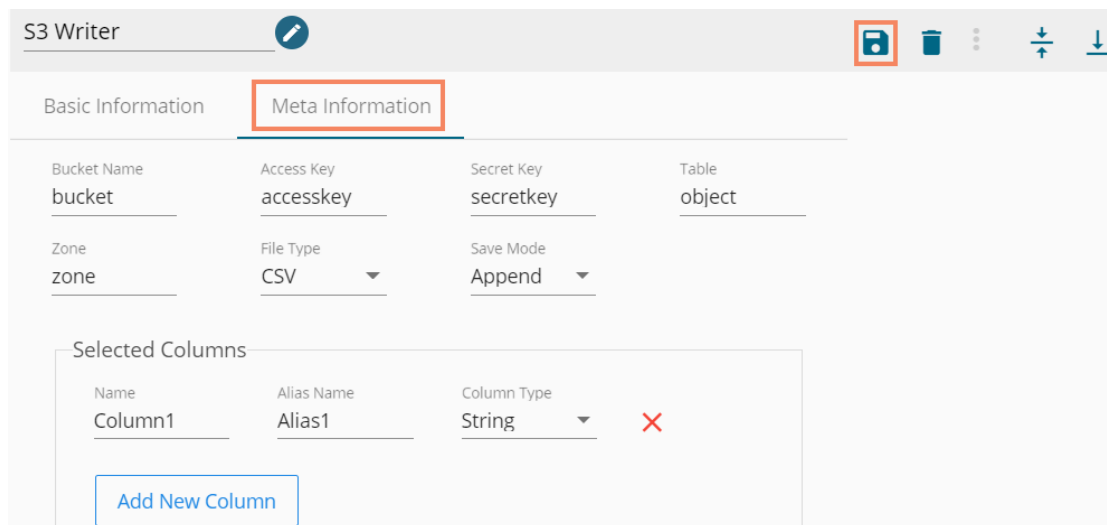 S3 Writer
Basic Information Meta Information
Bucket Name Access Key Secret Key Table
bucket accesskey secretkey object
Zone File Type Save Mode
zone CSV Append
Selected Columns
Name Alias Name Column Type
Column1 Alias1 String
Add New Column